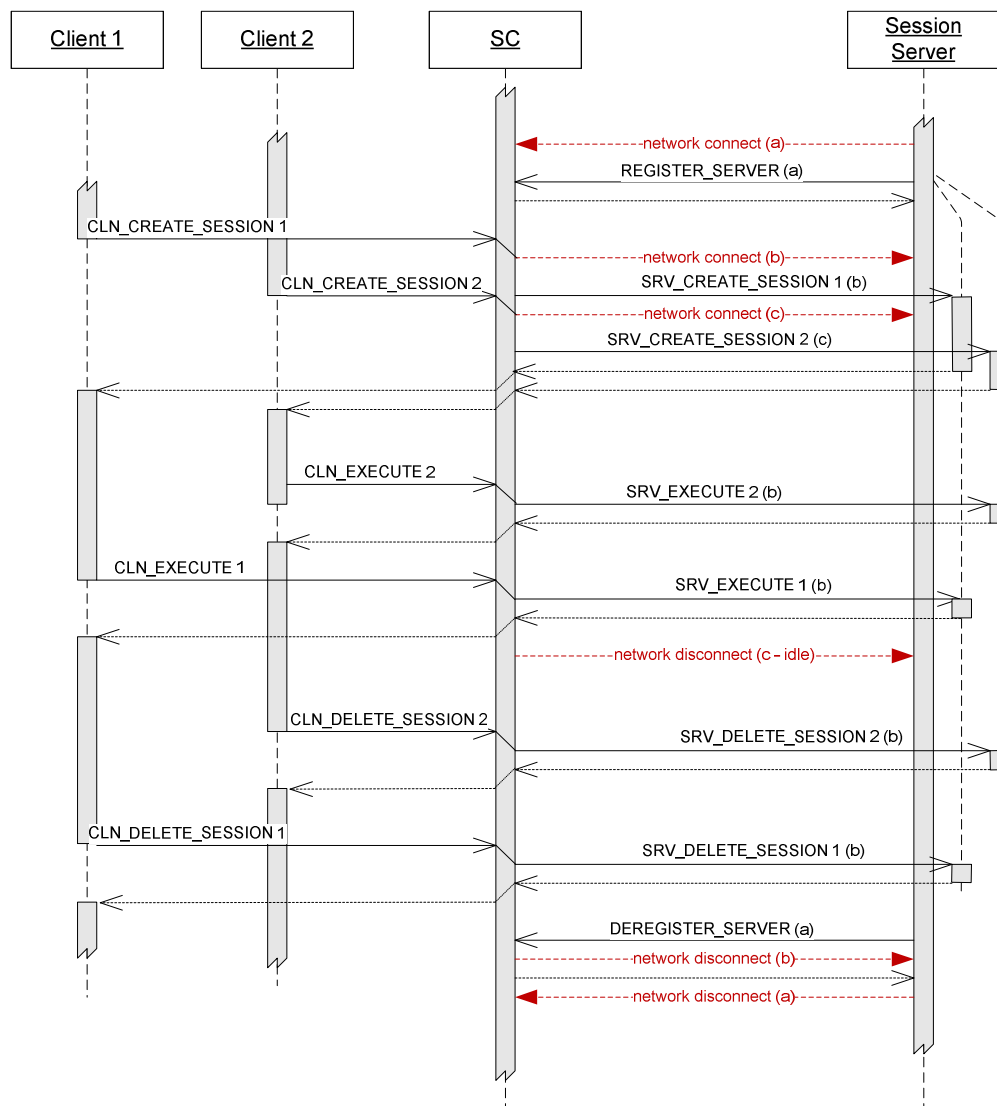 Client 1
Client 2
SC
Session
Server
network connect (a)
REGISTER_SERVER (a)
CLN_CREATE_SESSION 1
network connect (b)
CLN_CREATE_SESSION 2
SRV_CREATE_SESSION 1 (b)
network connect (c)
SRV_CREATE_SESSION 2 (c)
CLN_EXECUTE 2
SRV_EXECUTE 2 (b)
CLN_EXECUTE 1
SRV_EXECUTE 1 (b)
network disconnect (c – idle)
CLN_DELETE_SESSION 2
SRV_DELETE_SESSION 2 (b)
CLN_DELETE_SESSION 1
SRV_DELETE_SESSION 1 (b)
DEREGISTER_SERVER (a)
network disconnect (b)
network disconnect (a)